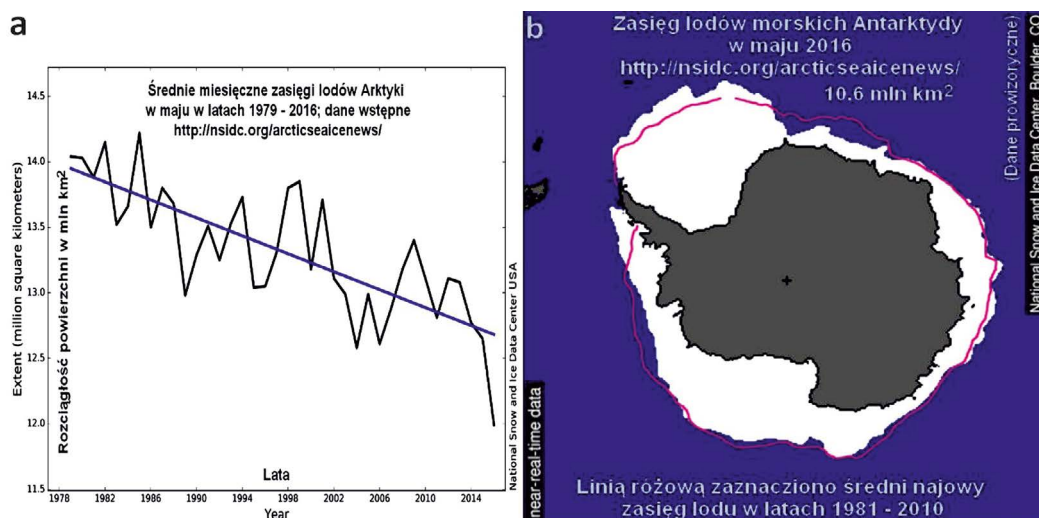 a
Średnie miesięczne zasięgi lodów Arktyki
w maju w latach 1979 - 2016; dane wstępne
http://nsidc.org/arcticseaicenews/
Extent (million square kilometers)
Rozciągłość powierzchni w mln km²
14.5
14.0
13.5
13.0
12.5
12.0
11.5
1978
1982
1986
1990
1994
1998
2002
2006
2010
2014
Lata
Year
National Snow and Ice Data Center USA
b
Zasięg lodów morskich Antarktydy
w maju 2016
http://nsidc.org/arcticseaicenews/
10.6 mln km²
(Dane prowizoryczne)
National Snow and Ice Data Center, Boulder, CO
near-real-time data
Linią różową zaznacziono średni najowy
zasięg lodu w latach 1981 - 2010